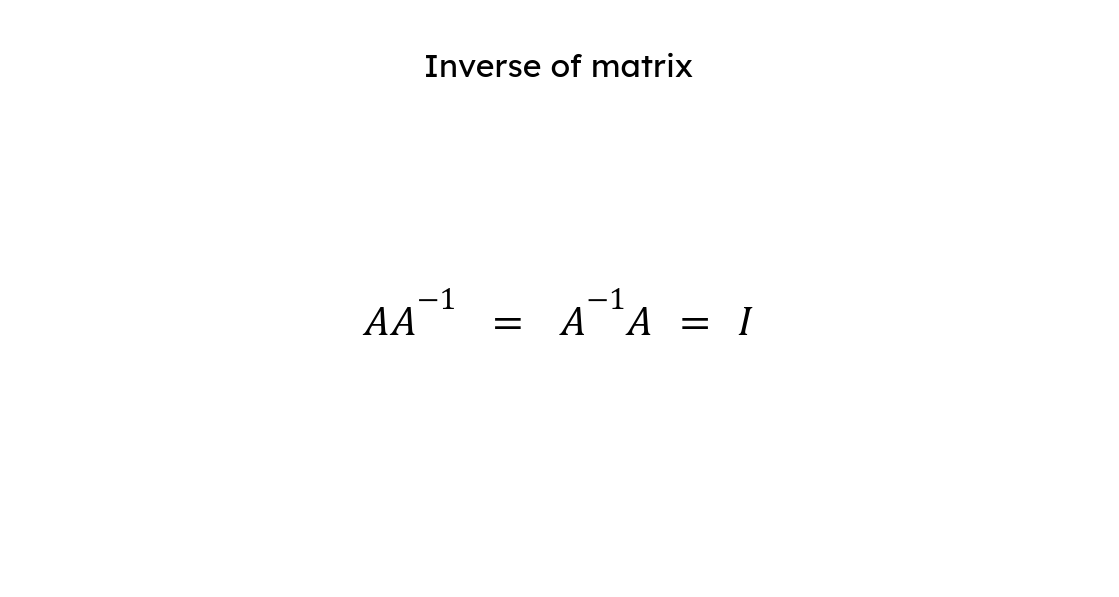 Inverse of matrix
AA⁻¹ = A⁻¹A = I